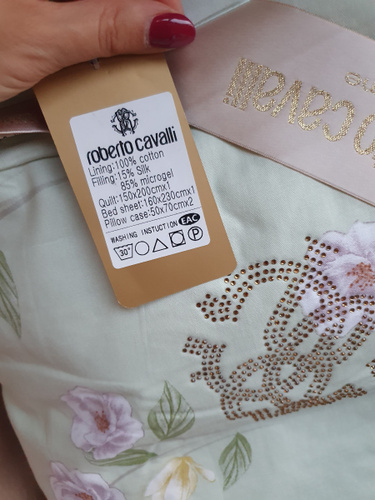 roberto cavalli
Lining:100% cotton
Filling:15% Silk
85% microgel
Quilt:150x200cmx1
Bed sheet:160x230cmx1
Pillow case:50x70cmx2
WASHING INSTUCTION EAC
30° P
cava